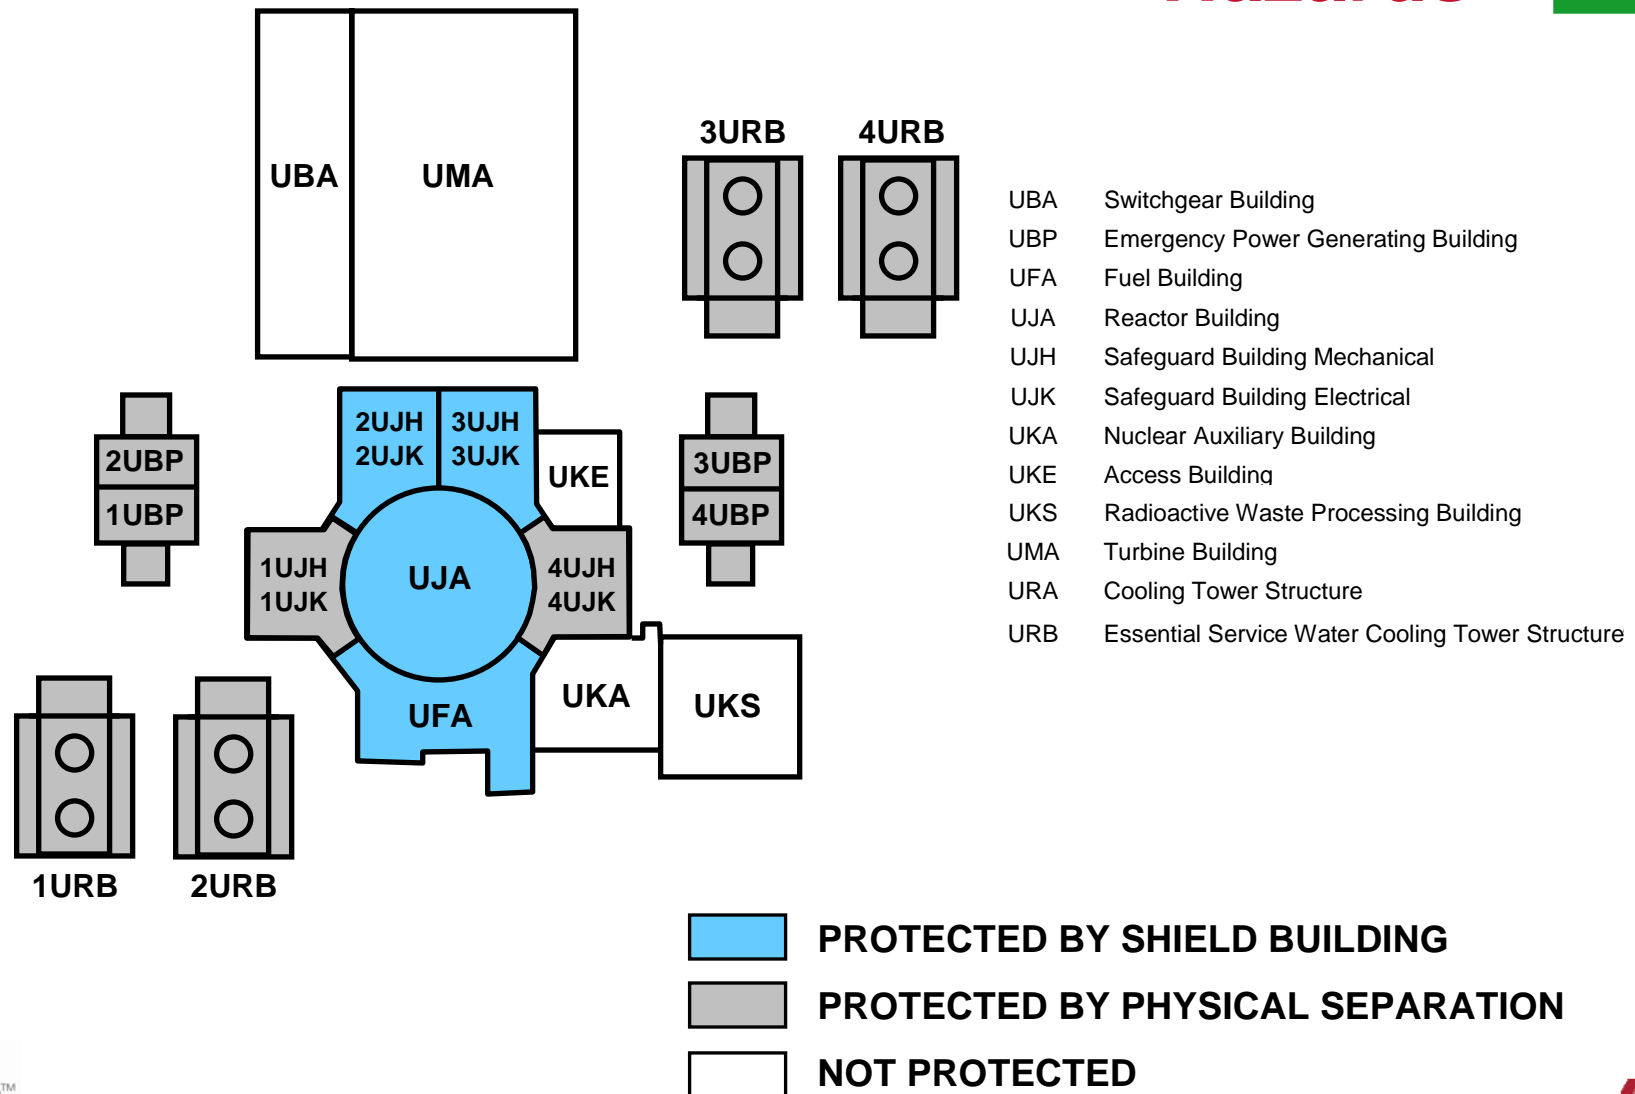 UBA
UMA
3URB
4URB
UBA Switchgear Building
UBP Emergency Power Generating Building
UFA Fuel Building
UJA Reactor Building
UJH Safeguard Building Mechanical
UJK Safeguard Building Electrical
UKA Nuclear Auxiliary Building
UKE Access Building
UKS Radioactive Waste Processing Building
UMA Turbine Building
URA Cooling Tower Structure
URB Essential Service Water Cooling Tower Structure
2UBP
1UBP
2UJH
2UJK
3UJH
3UJK
UKE
3UBP
4UBP
1UJH
1UJK
UJA
4UJH
4UJK
UFA
UKA
UKS
1URB
2URB
PROTECTED BY SHIELD BUILDING
PROTECTED BY PHYSICAL SEPARATION
NOT PROTECTED
TM